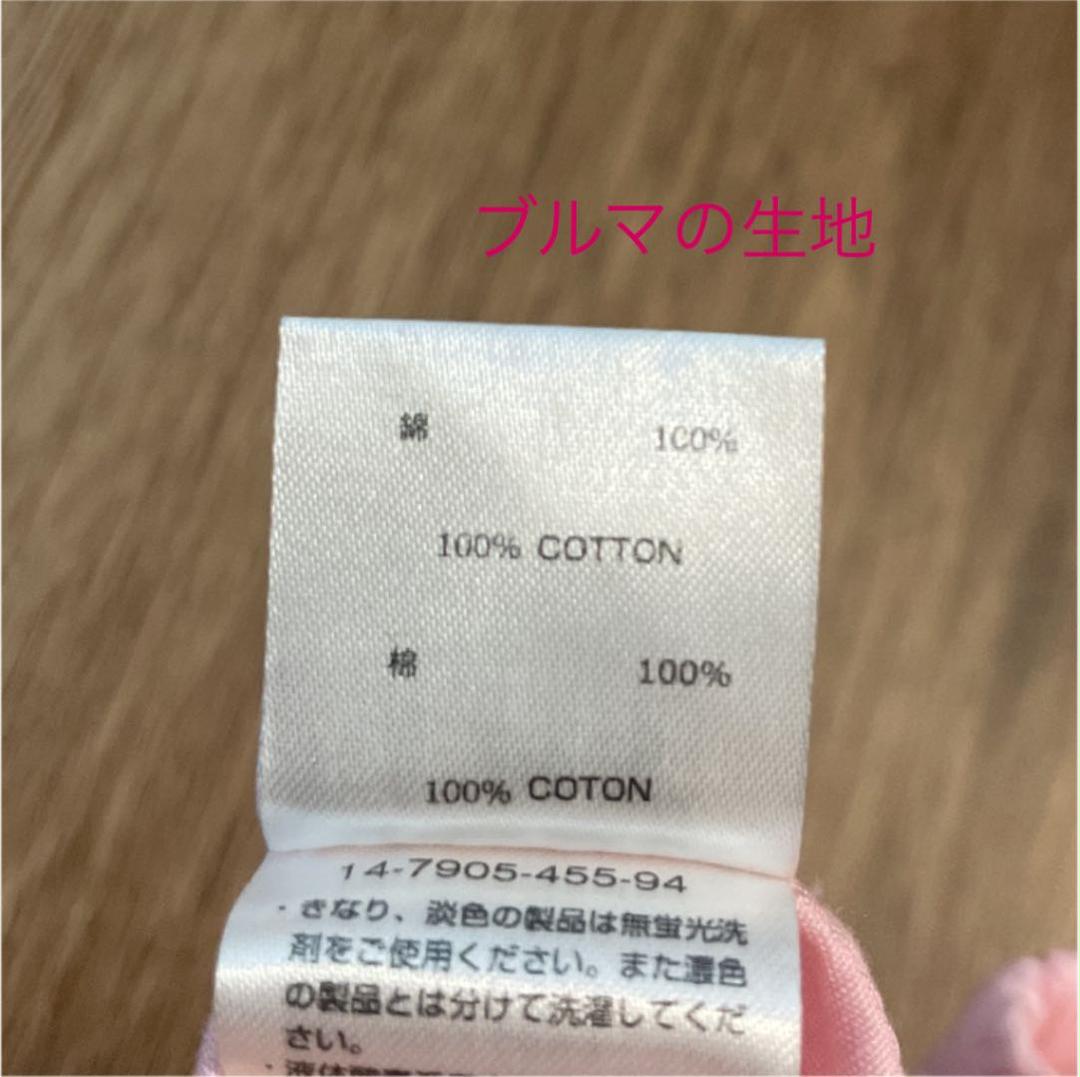 ブルマの生地
綿 100%
100% COTTON
棉 100%
100% COTON
14-7905-455-94
・きなり、淡色の製品は無蛍光洗
剤をご使用ください。また濃色
の製品とは分けて洗濯してくだ
さい。